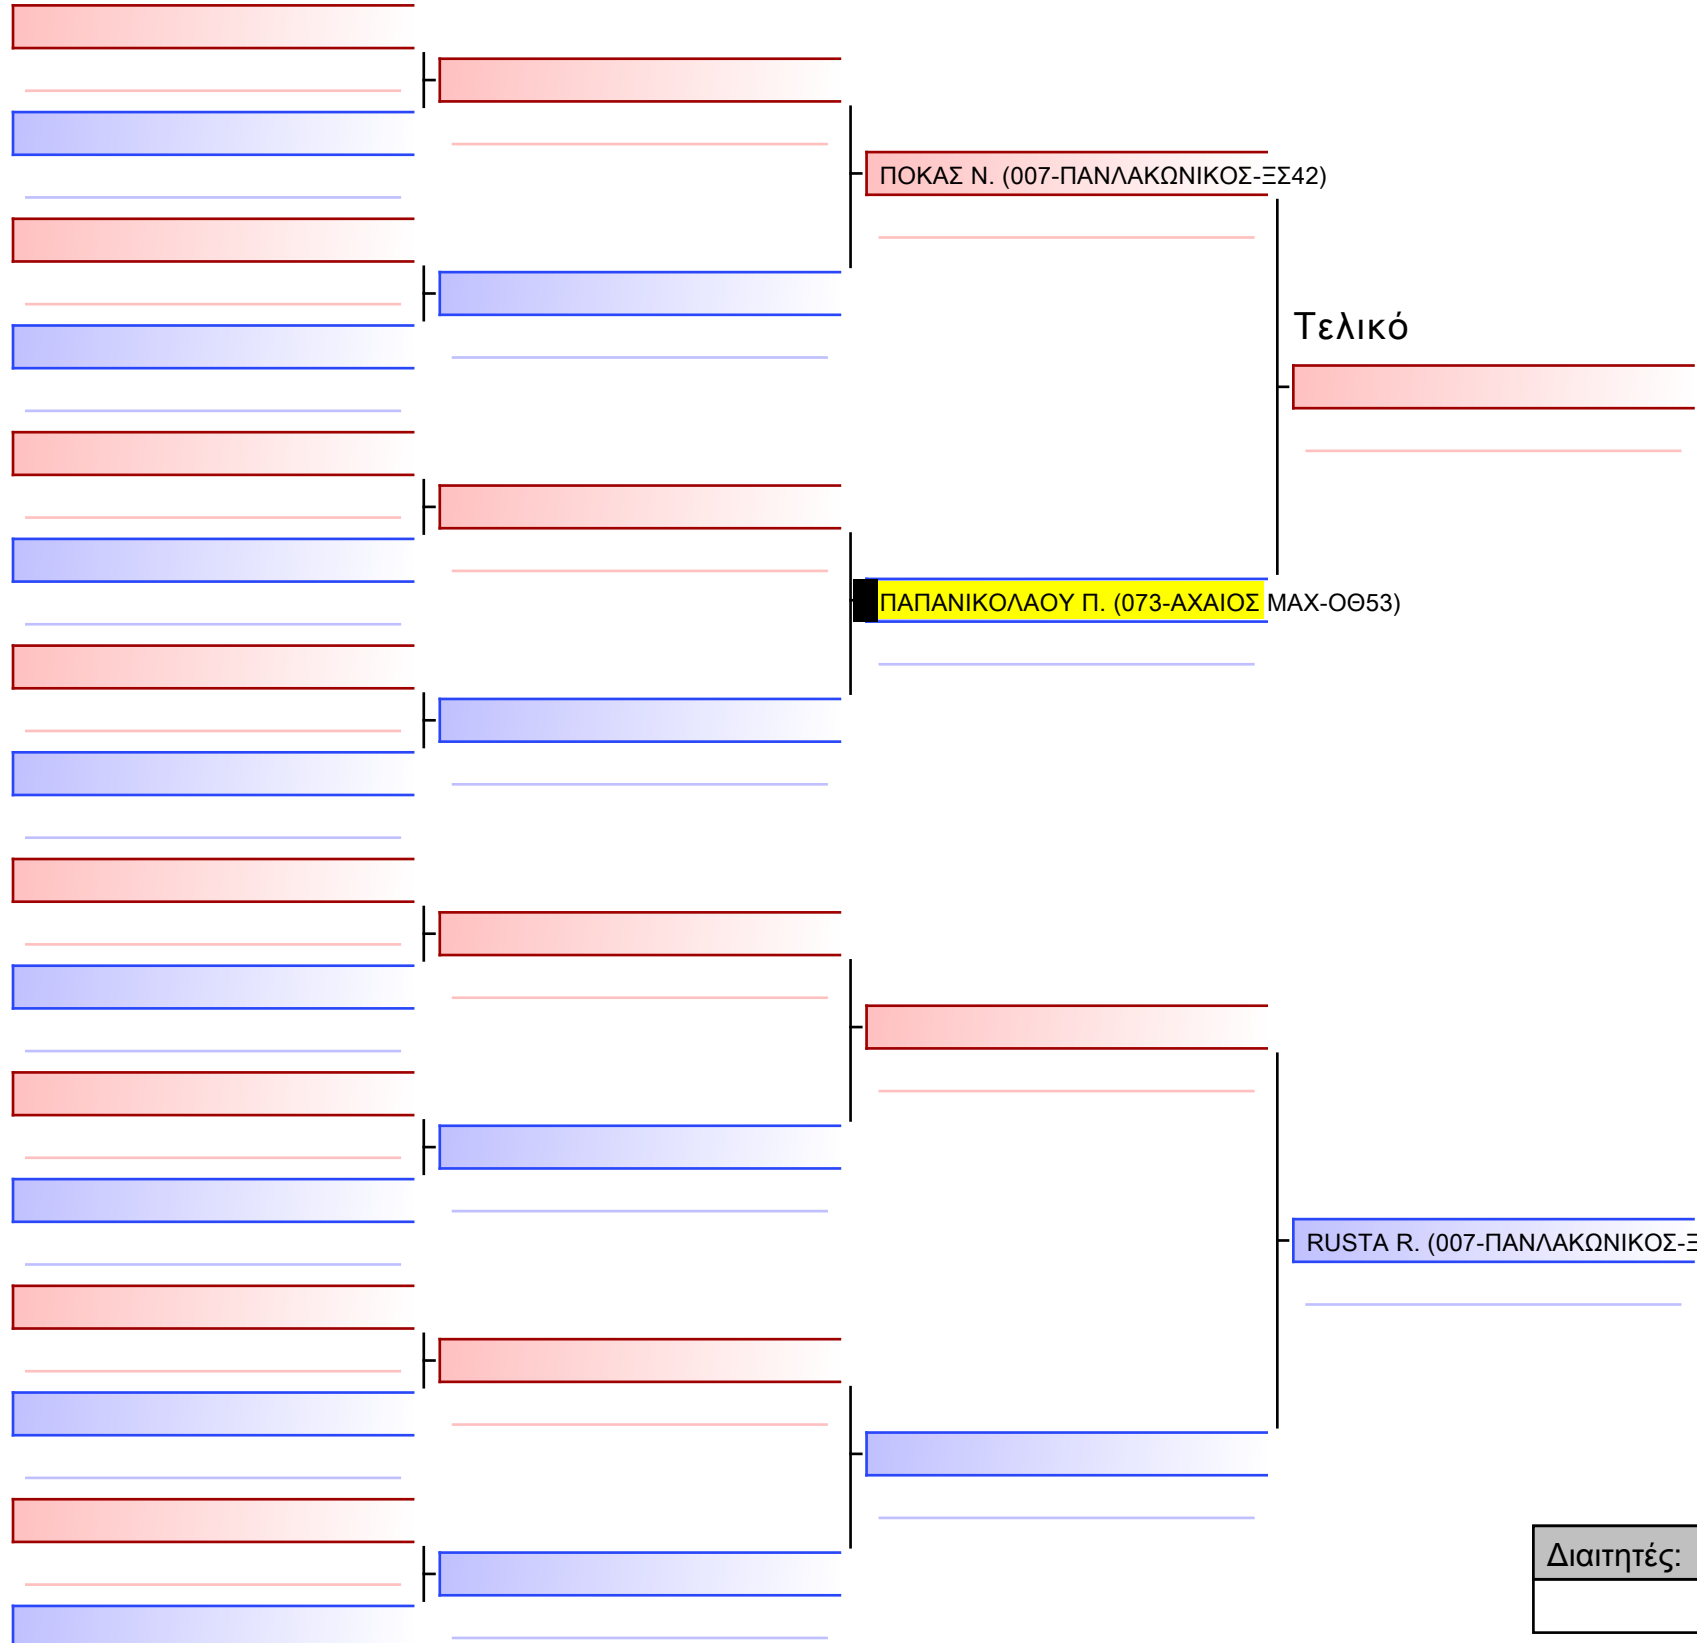 ΠΟΚΑΣ Ν. (007-ΠΑΝΛΑΚΩΝΙΚΟΣ-ΞΣ42)
Τελικό
ΠΑΠΑΝΙΚΟΛΑΟΥ Π. (073-ΑΧΑΙΟΣ ΜΑΧ-ΟΘ53)
RUSTA R. (007-ΠΑΝΛΑΚΩΝΙΚΟΣ-Ξ
Διαιτητές: